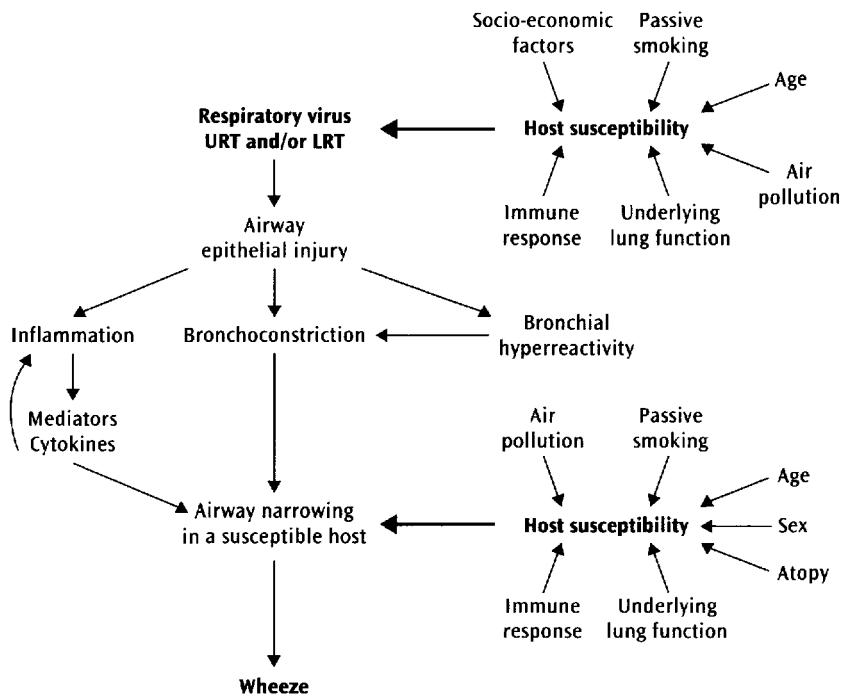 Socio-economic
factors
Passive
smoking
Age
Respiratory virus
URT and/or LRT
Host susceptibility
Air
pollution
Immune
response
Underlying
lung function
Airway
epithelial injury
Inflammation
Bronchoconstriction
Bronchial
hyperreactivity
Mediators
Cytokines
Air
pollution
Passive
smoking
Age
Airway narrowing
in a susceptible host
Host susceptibility
Sex
Atopy
Immune
response
Underlying
lung function
Wheeze